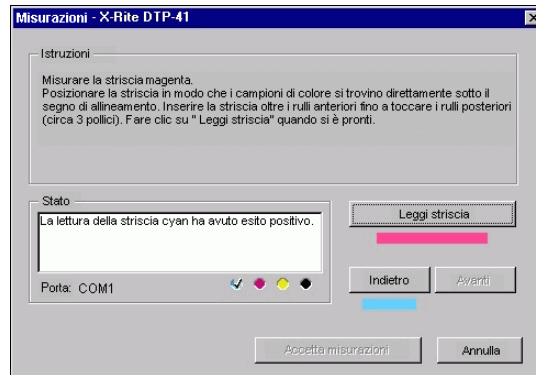 Misurazioni - X-Rite DTP-41
Istruzioni
Misurare la striscia magenta.
Posizionare la striscia in modo che i campioni di colore si trovino direttamente sotto il
segno di allineamento. Inserire la striscia oltre i rulli anteriori fino a toccare i rulli posteriori
(circa 3 pollici). Fare clic su " Leggi striscia" quando si è pronti.
Stato
La lettura della striscia cyan ha avuto esito positivo.
Leggi striscia
Porta: COM1
Indietro
Avanti
Accetta misurazioni
Annulla